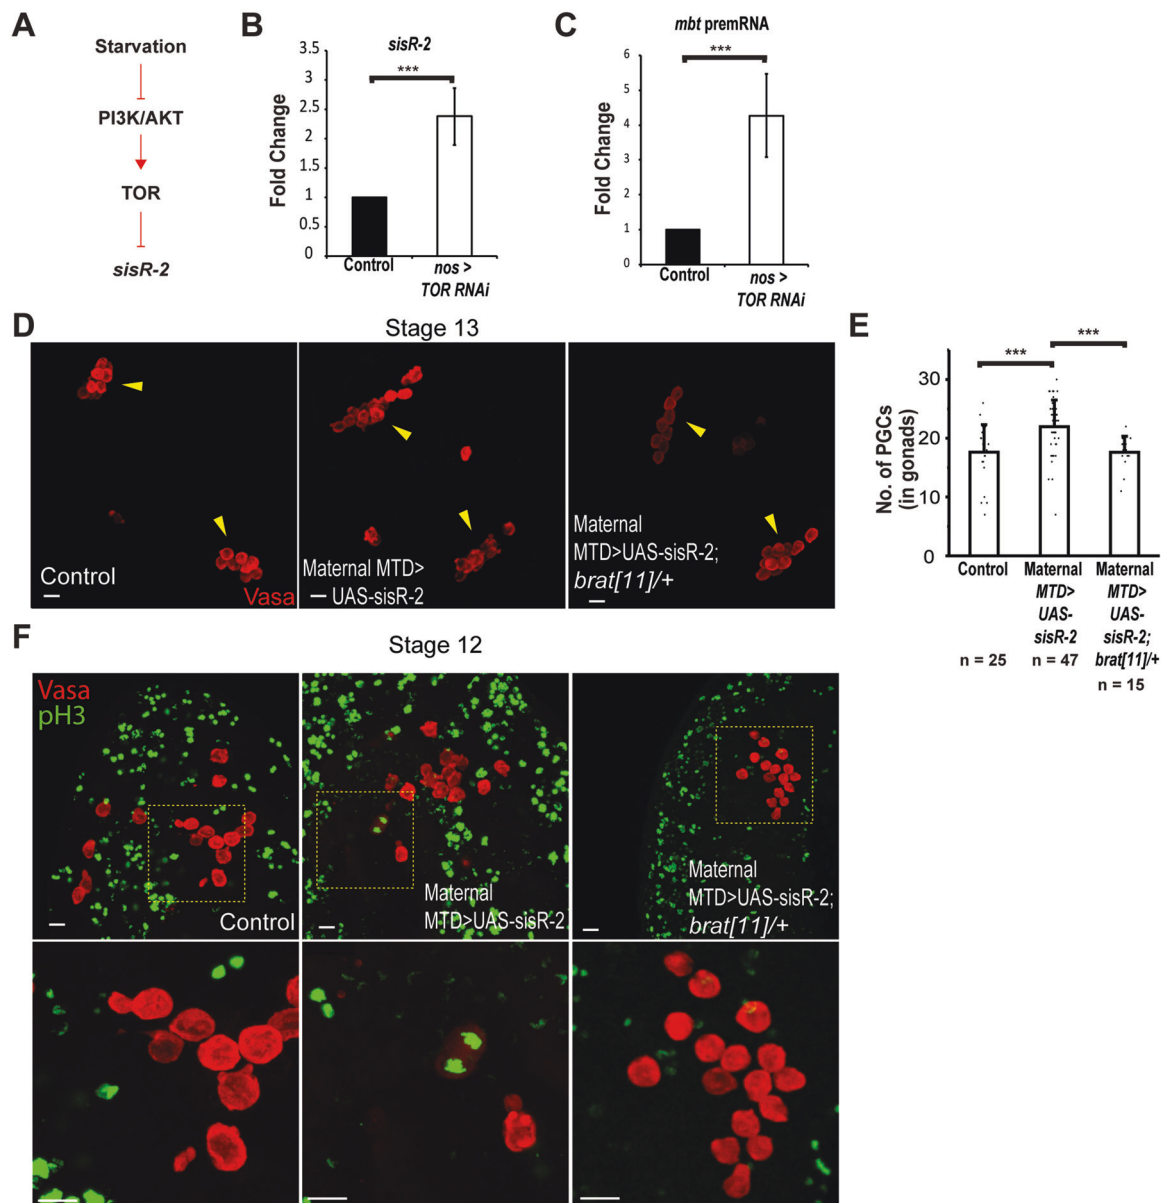 A
Starvation
PI3K/AKT
TOR
sisR-2
B
sisR-2
***
Fold Change
3.5
3
2.5
2
1.5
1
0.5
0
Control
nos >
TOR RNAi
C
mbt premRNA
***
Fold Change
6
5
4
3
2
1
0
Control
nos >
TOR RNAi
D
Stage 13
Control
Vasa
Maternal MTD>
UAS-sisR-2
Maternal
MTD>UAS-sisR-2;
brat[11]/+
E
***
***
No. of PGCs
(in gonads)
30
20
10
0
Control
Maternal
MTD>
UAS-
sisR-2
Maternal
MTD>
UAS-
sisR-2;
brat[11]/+
n = 25
n = 47
n = 15
F
Stage 12
Vasa
pH3
Control
Maternal
MTD>UAS-sisR-2
Maternal
MTD>UAS-sisR-2;
brat[11]/+